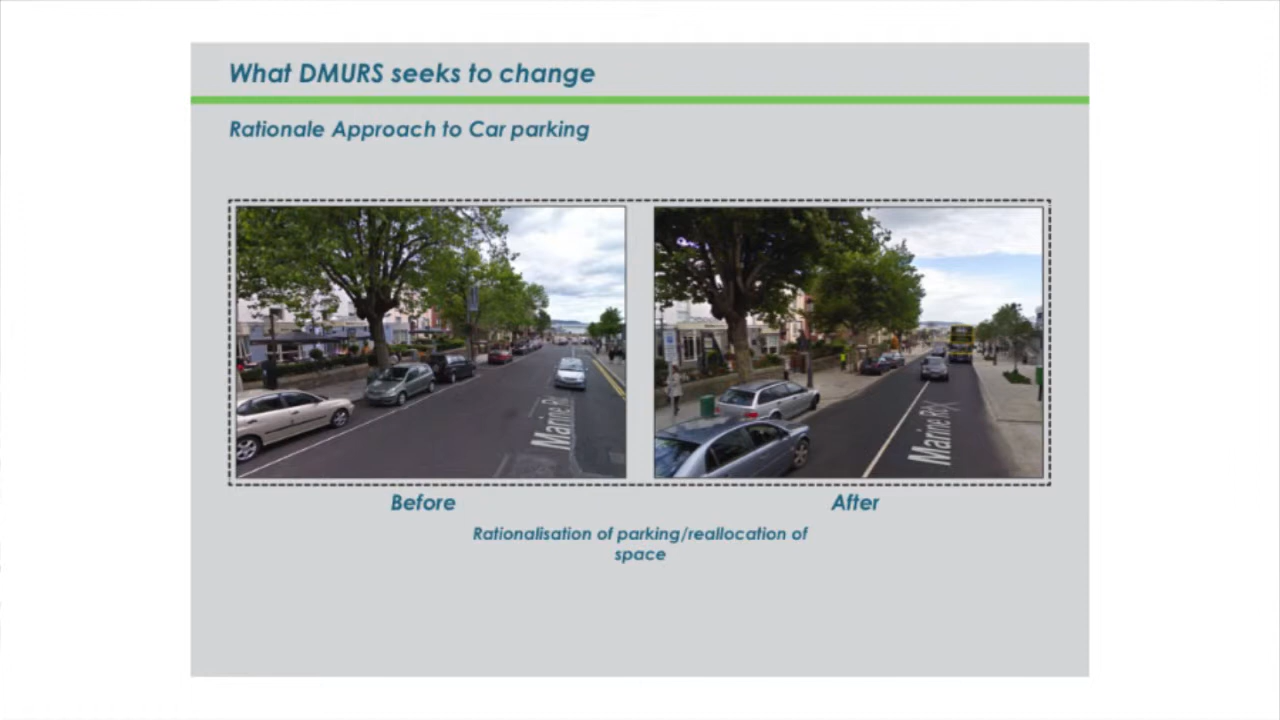 What DMURS seeks to change
Rationale Approach to Car parking
Marine Rd
Marine Rd
Before
After
Rationalisation of parking/reallocation of
space